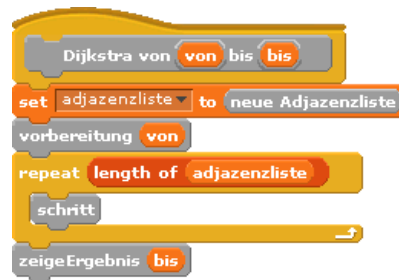 Dijkstra von von bis bis
set adjazenzliste to neue Adjazenzliste
vorbereitung von
repeat length of adjazenzliste
schritt
zeigeErgebnis bis